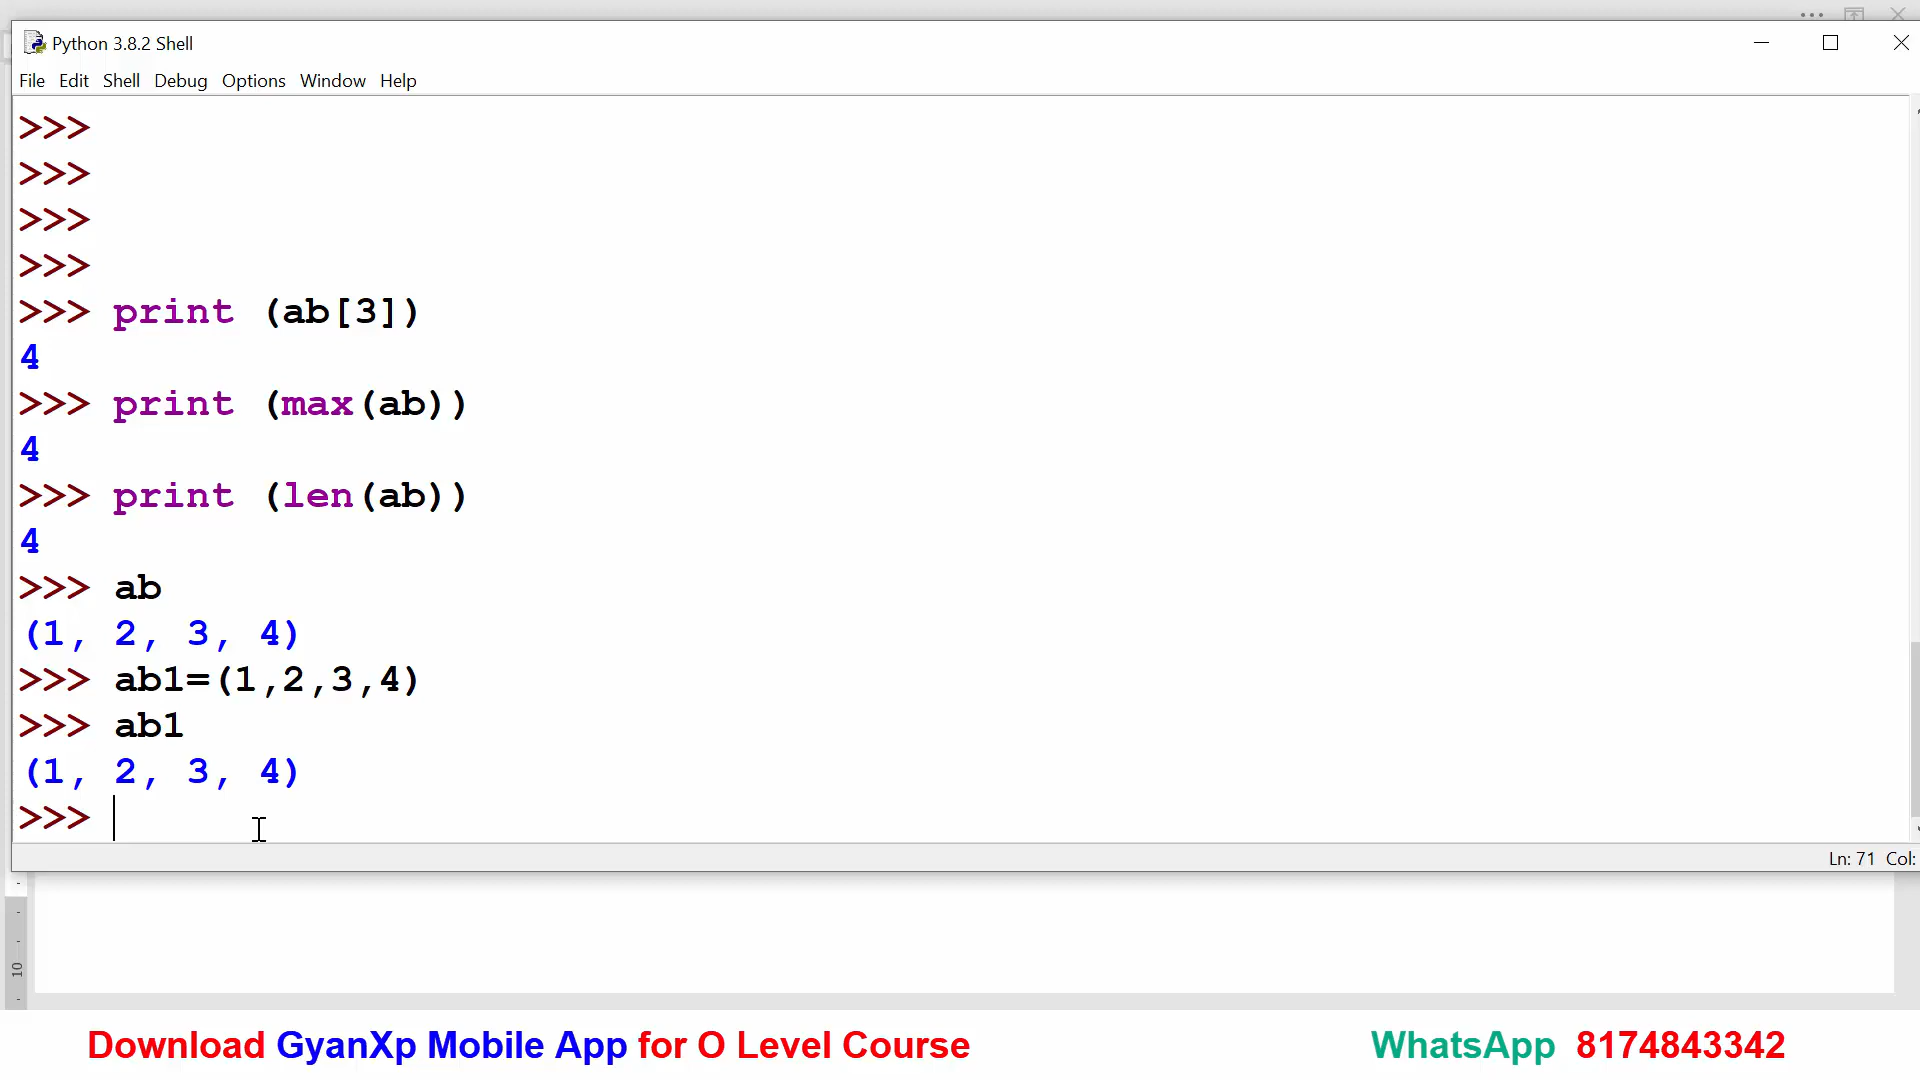 Python 3.8.2 Shell
File Edit Shell Debug Options Window Help
>>>
>>>
>>>
>>>
>>> print (ab[3])
4
>>> print (max(ab))
4
>>> print (len(ab))
4
>>> ab
(1, 2, 3, 4)
>>> ab1=(1,2,3,4)
>>> ab1
(1, 2, 3, 4)
>>>
Ln: 71 Col:
10
Download GyanXp Mobile App for O Level Course
WhatsApp 8174843342